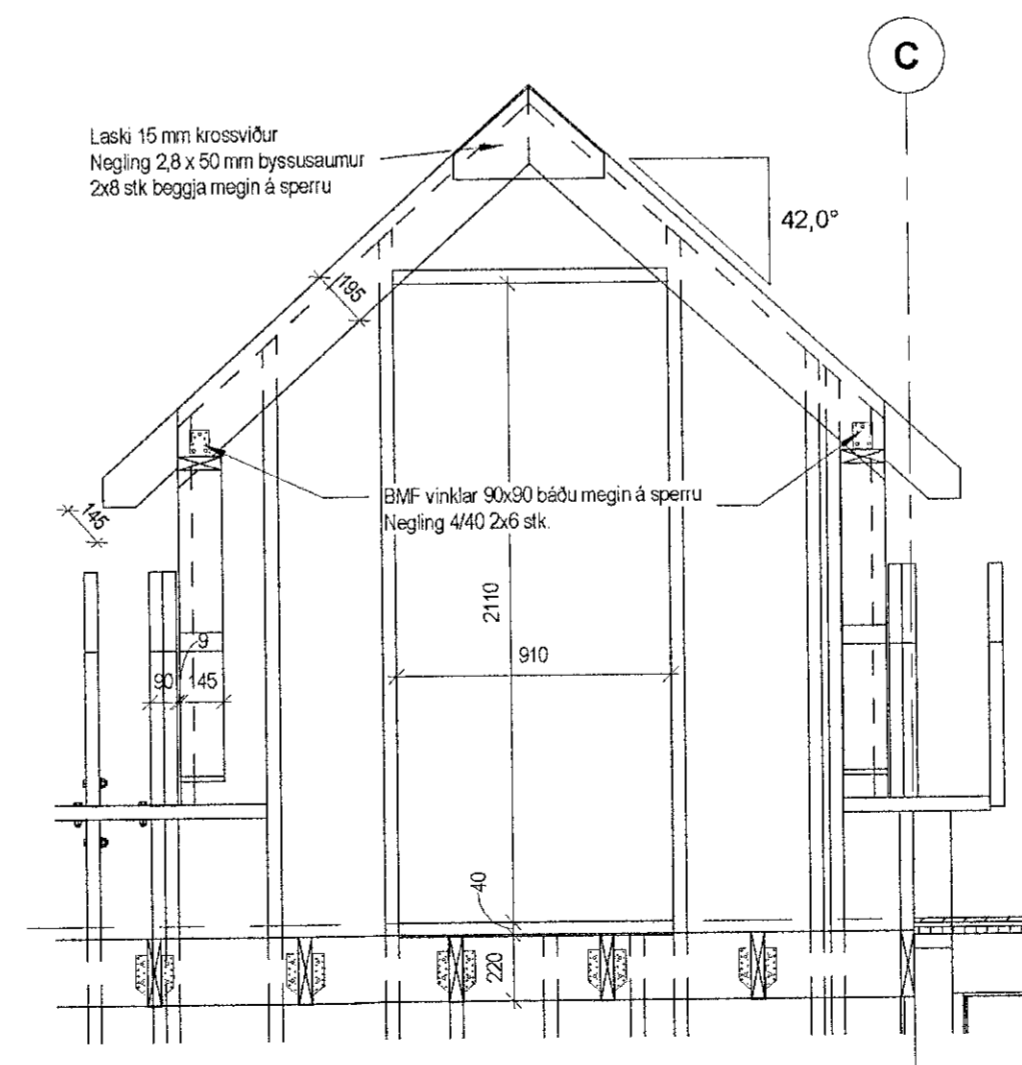 C
Laski 15 mm krossviður
Negling 2,8 x 50 mm byssusaumur
2x8 stk beggja megin á sperru
42,0°
195
BMF vinklar 90x90 báðu megin á sperru
Negling 4/40 2x6 stk.
145
2110
9
910
90
145
40
220